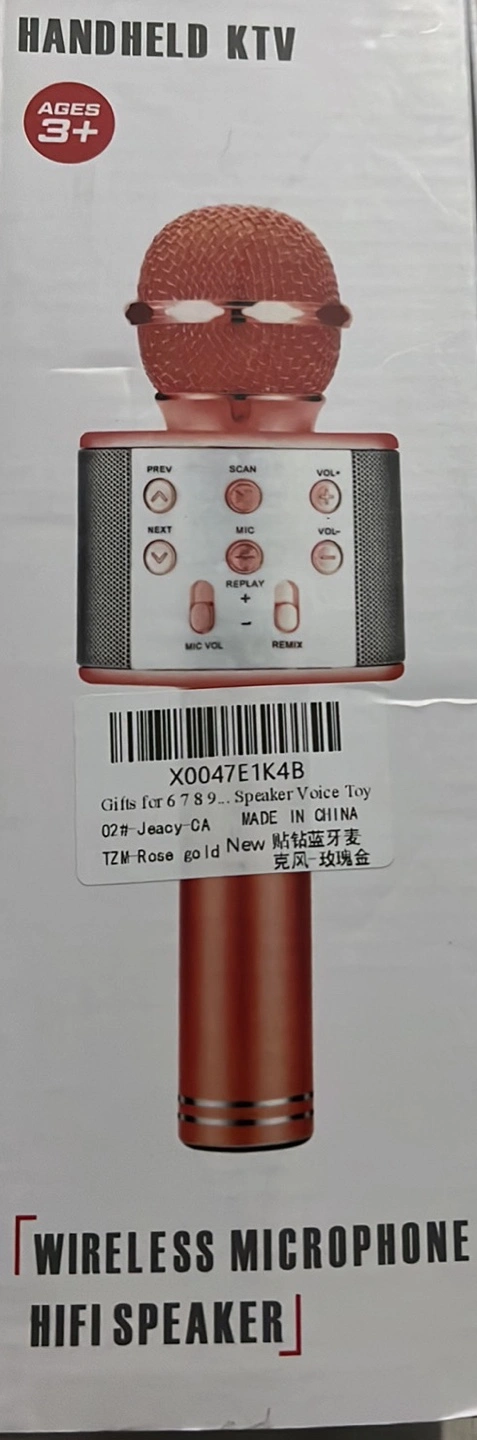 HANDHELD KTV
AGES
3+
PREV
SCAN
VOL+
NEXT
MIC
VOL-
REPLAY
+
-
MIC VOL
REMIX
X0047E1K4B
Gifts for 6 7 8 9... Speaker Voice Toy
02#-Jeacy-CA MADE IN CHINA
TZM-Rose gold New 贴钻蓝牙麦
克风-玫瑰金
WIRELESS MICROPHONE
HIFI SPEAKER